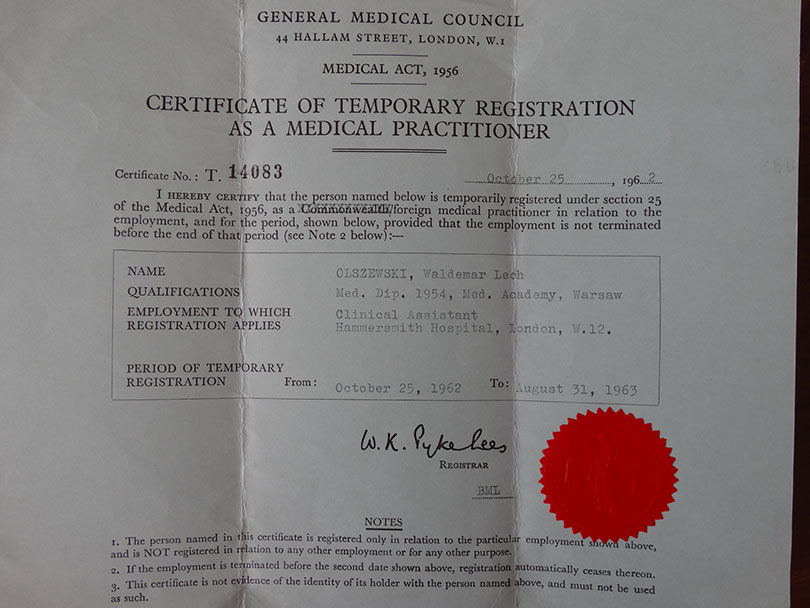 GENERAL MEDICAL COUNCIL
44 HALLAM STREET, LONDON, W.1
MEDICAL ACT, 1956
CERTIFICATE OF TEMPORARY REGISTRATION
AS A MEDICAL PRACTITIONER
Certificate No.: T. 14083 October 25, 1962
I HEREBY CERTIFY that the person named below is temporarily registered under section 25
of the Medical Act, 1956, as a Commonwealth/foreign medical practitioner in relation to the
employment, and for the period, shown below, provided that the employment is not terminated
before the end of that period (see Note 2 below):—
NAME OLSZEWSKI, Waldemar Lech
QUALIFICATIONS Med. Dip. 1954, Med. Academy, Warsaw
EMPLOYMENT TO WHICH Clinical Assistant
REGISTRATION APPLIES Hammersmith Hospital, London, W.12.
PERIOD OF TEMPORARY
REGISTRATION From: October 25, 1962 To: August 31, 1963
W. K. Pyke Lees
REGISTRAR
BML
NOTES
1. The person named in this certificate is registered only in relation to the particular employment shown above,
and is NOT registered in relation to any other employment or for any other purpose.
2. If the employment is terminated before the second date shown above, registration automatically ceases thereon.
3. This certificate is not evidence of the identity of its holder with the person named above, and must not be used
as such.